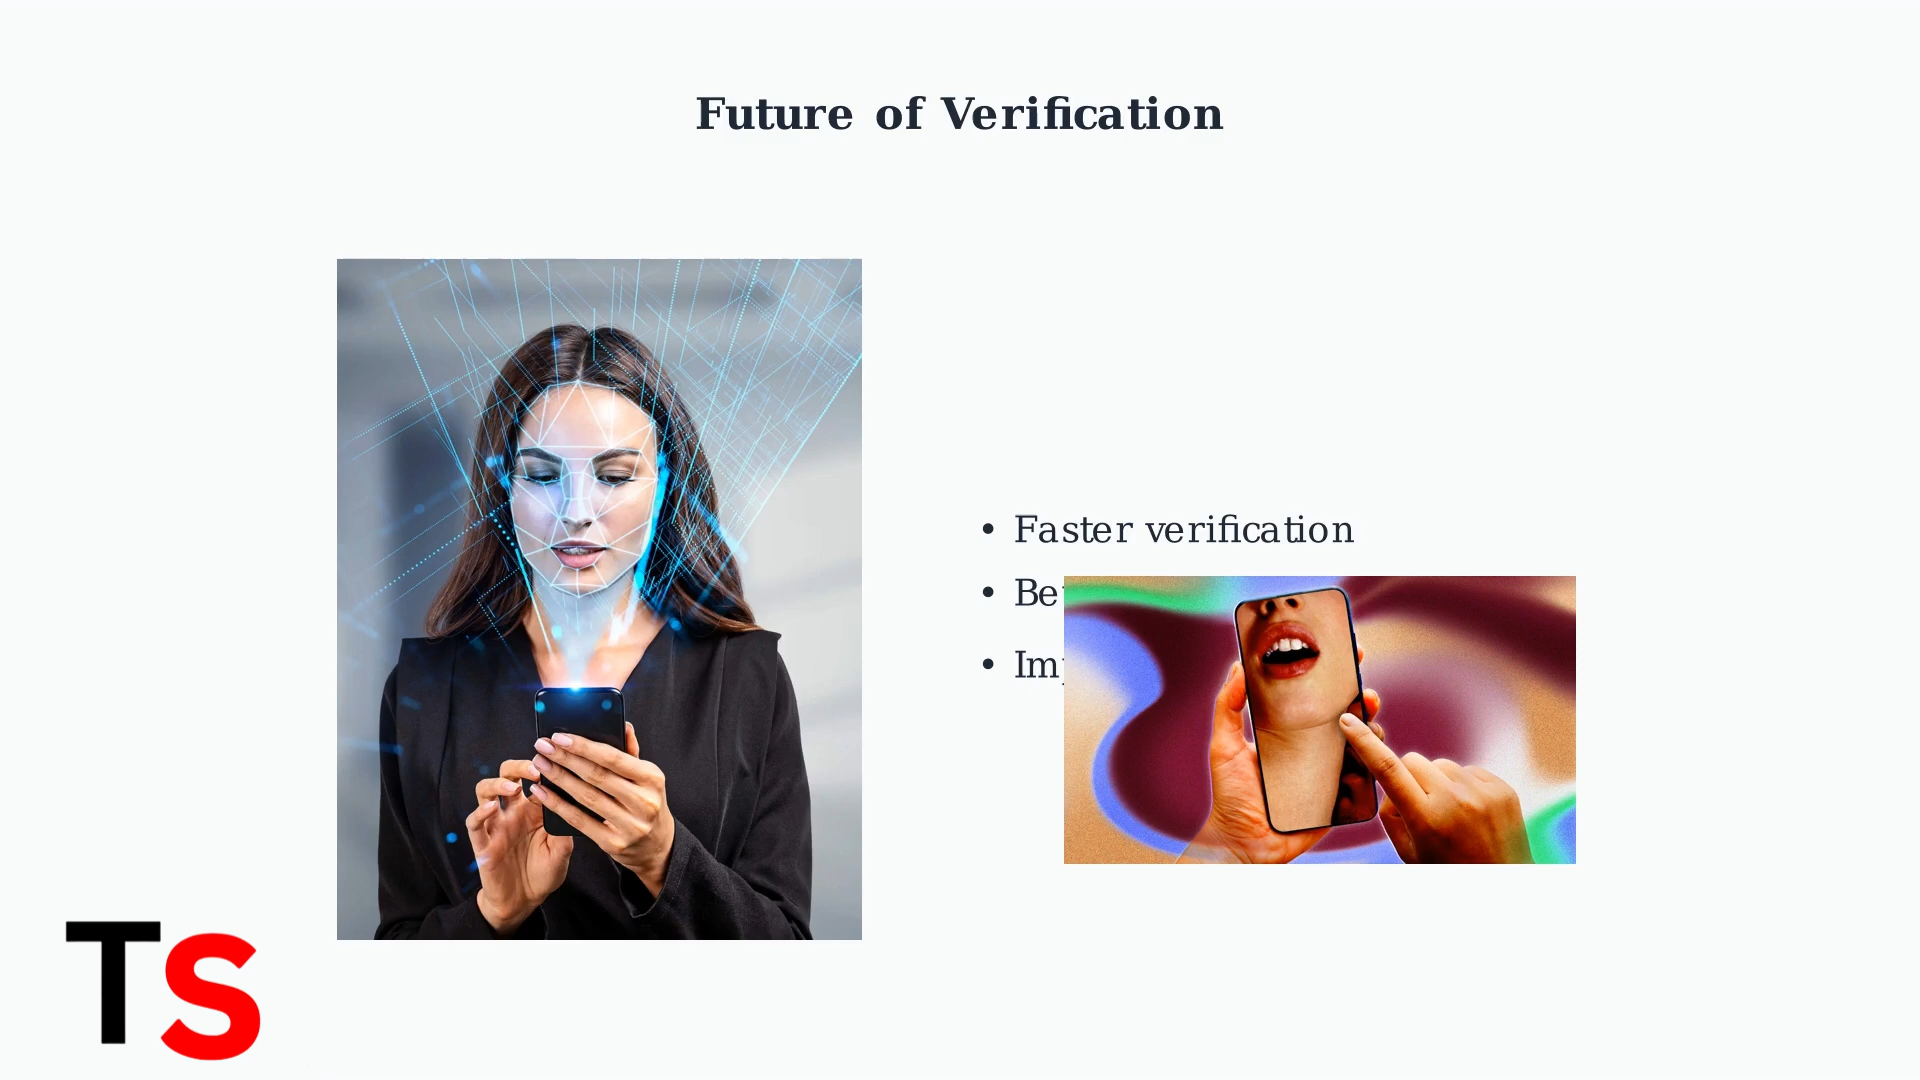 Future of Verification
• Faster verification
• Be
• Im
TS